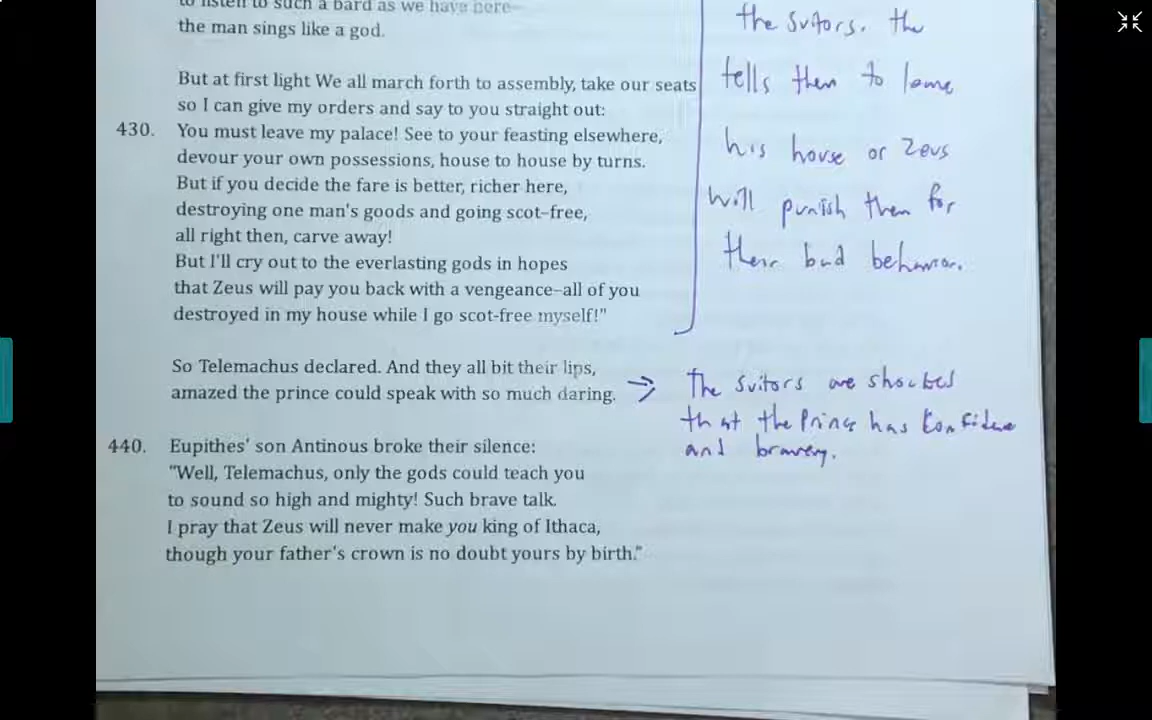 to listen to such a bard as we have here–
the man sings like a god.
But at first light We all march forth to assembly, take our seats
so I can give my orders and say to you straight out:
430. You must leave my palace! See to your feasting elsewhere,
devour your own possessions, house to house by turns.
But if you decide the fare is better, richer here,
destroying one man's goods and going scot-free,
all right then, carve away!
But I'll cry out to the everlasting gods in hopes
that Zeus will pay you back with a vengeance–all of you
destroyed in my house while I go scot-free myself!"
So Telemachus declared. And they all bit their lips,
amazed the prince could speak with so much daring.
440. Eupithes' son Antinous broke their silence:
"Well, Telemachus, only the gods could teach you
to sound so high and mighty! Such brave talk.
I pray that Zeus will never make you king of Ithaca,
though your father's crown is no doubt yours by birth."
the suitors. the
tells them to
his house or Zeus
will punish them for
their bad behavior.
The suitors are shocked
that the Prince has confidence
and bravery.